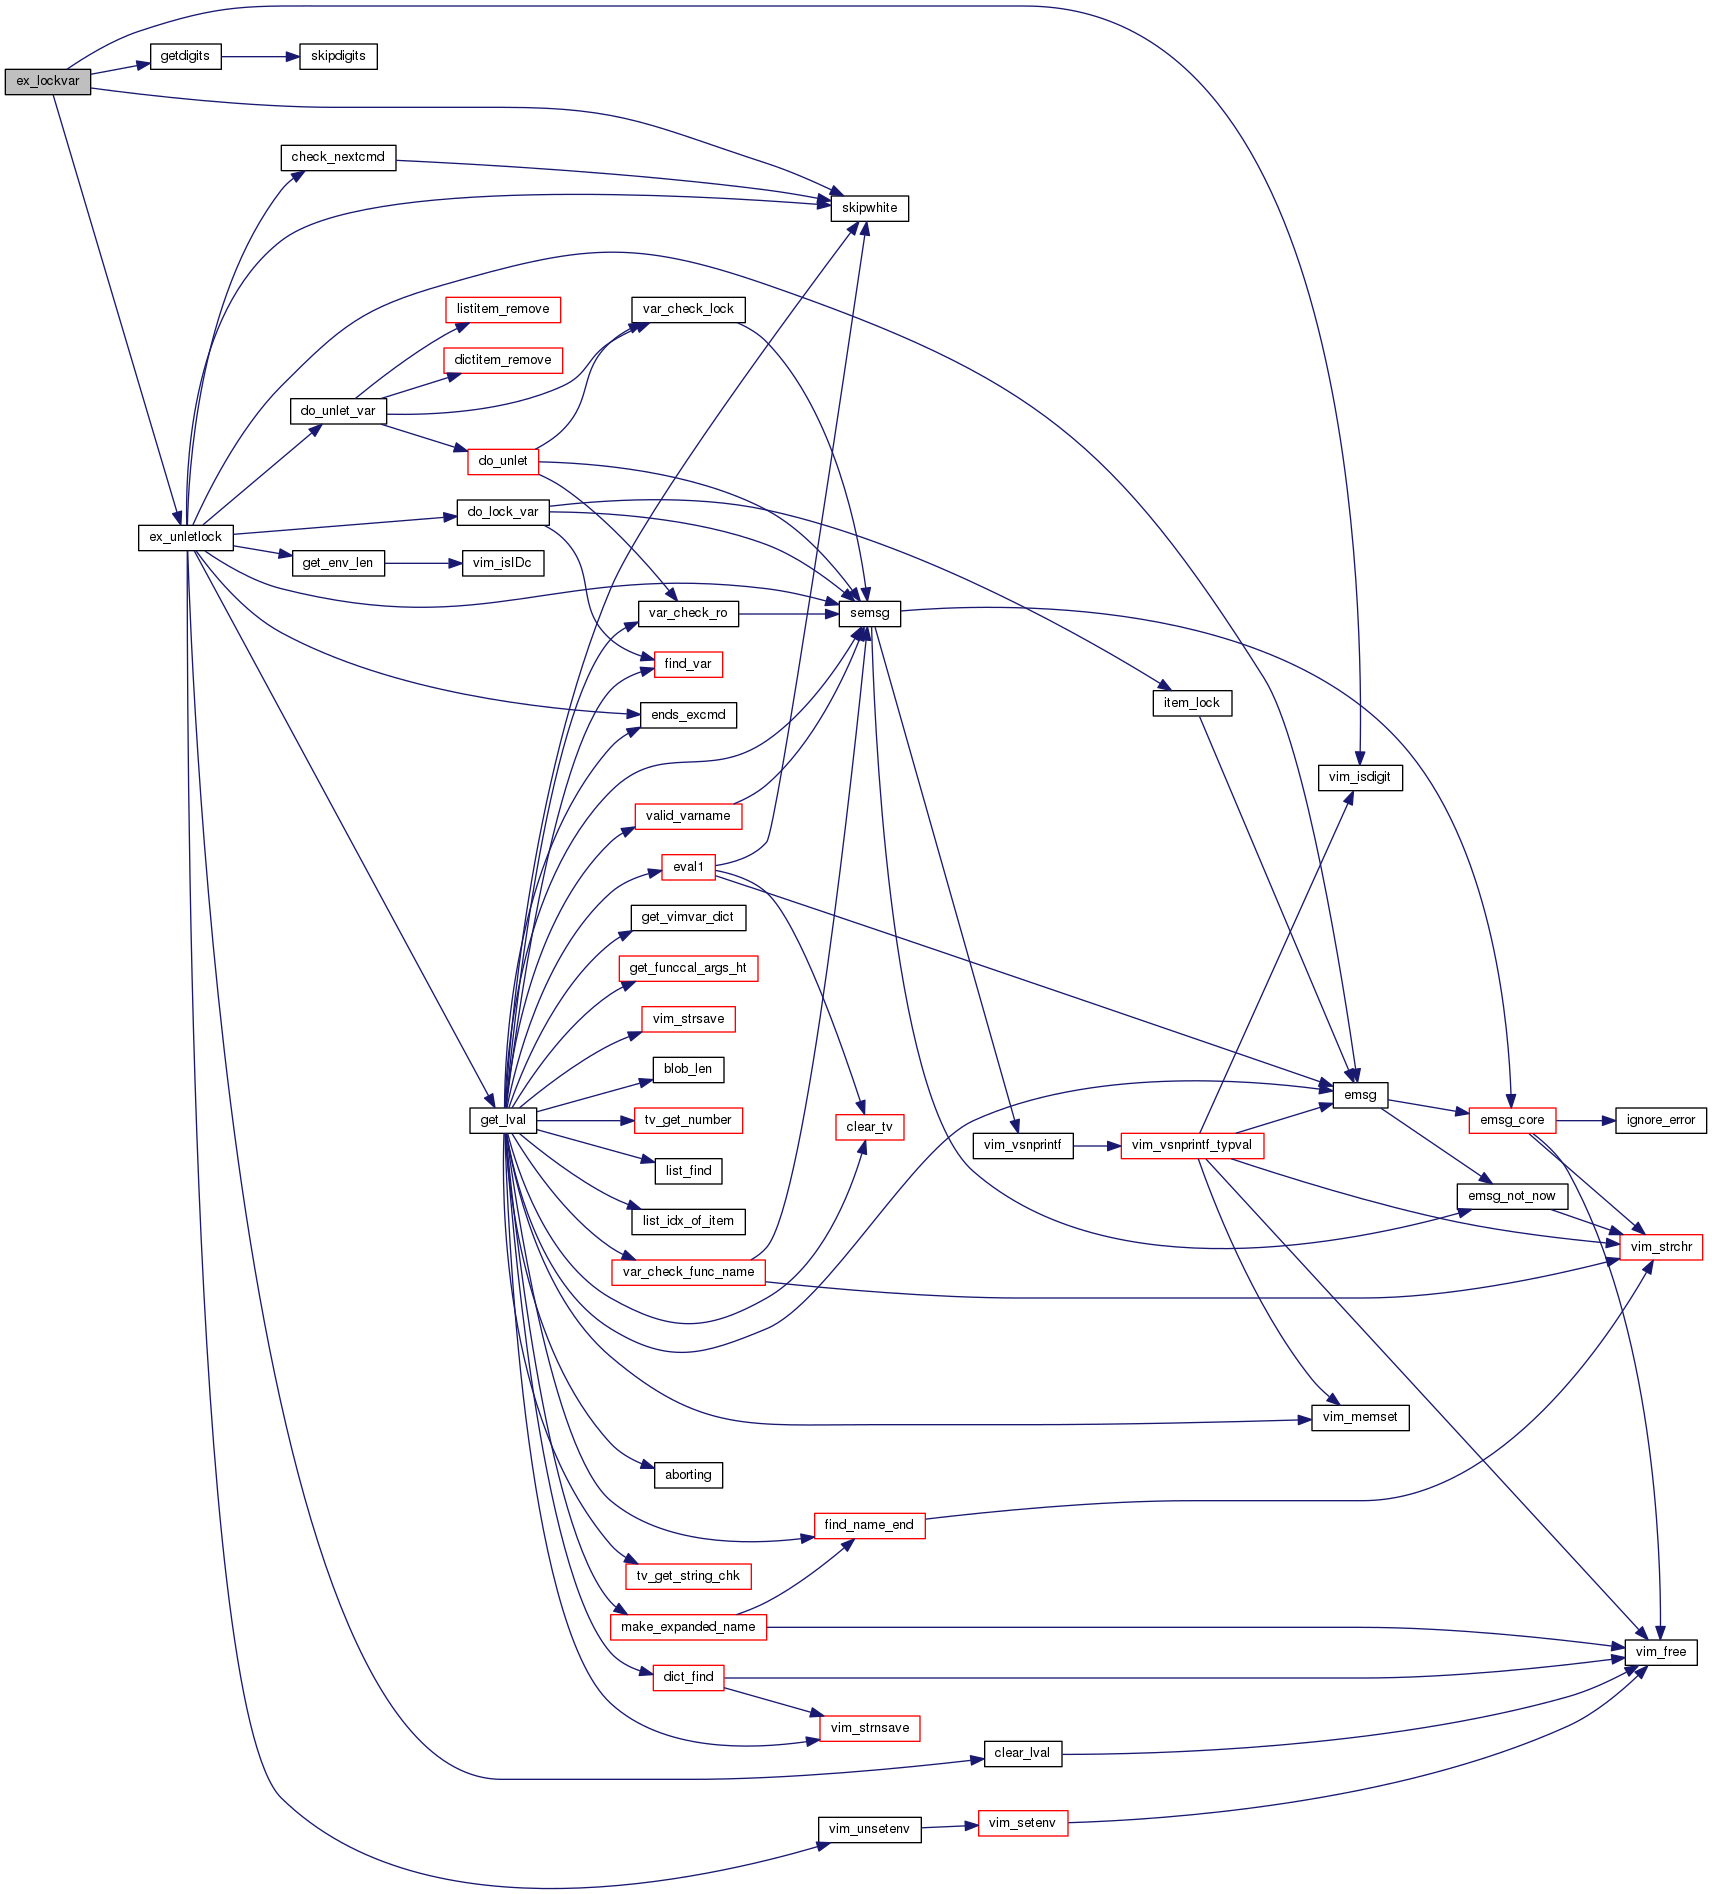 ex_lockvar
getdigits
skipdigits
check_nextcmd
skipwhite
listitem_remove
var_check_lock
dictitem_remove
do_unlet_var
do_unlet
do_lock_var
ex_unletlock
get_env_len
vim_isIDc
var_check_ro
semsg
find_var
item_lock
ends_excmd
vim_isdigit
valid_varname
eval1
get_vimvar_dict
get_funccal_args_ht
vim_strsave
blob_len
emsg
get_lval
tv_get_number
clear_tv
emsg_core
ignore_error
vim_vsnprintf
vim_vsnprintf_typval
list_find
emsg_not_now
list_idx_of_item
vim_strchr
var_check_func_name
vim_memset
aborting
find_name_end
tv_get_string_chk
make_expanded_name
vim_free
dict_find
vim_strnsave
clear_lval
vim_unsetenv
vim_setenv